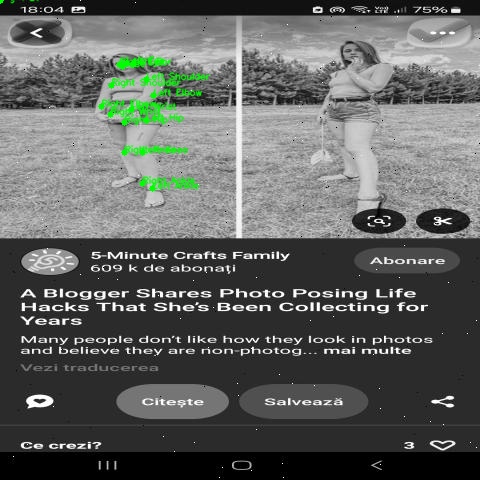 18:04
75%
Shoulder
Elbow
5-Minute Crafts Family
609 k de abonați
Abonare
A Blogger Shares Photo Posing Life
Hacks That She's Been Collecting for
Years
Many people don't like how they look in photos
and believe they are non-photog... mai multe
Vezi traducerea
Citește
Salvează
Ce crezi?
3